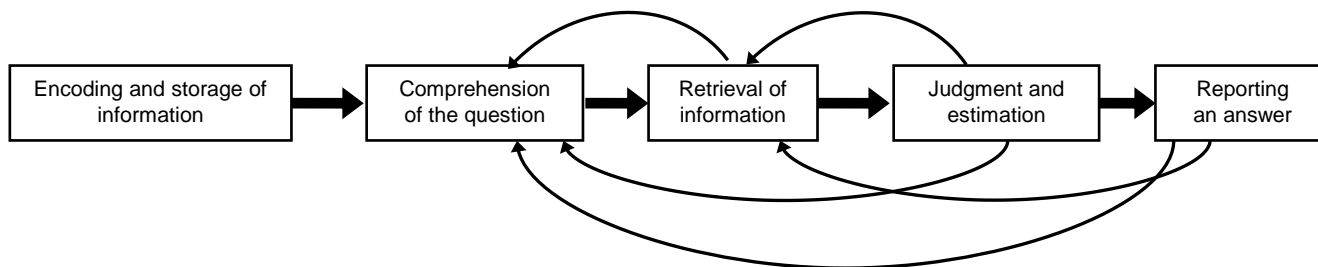 Encoding and storage of
information
Comprehension
of the question
Retrieval of
information
Judgment and
estimation
Reporting
an answer